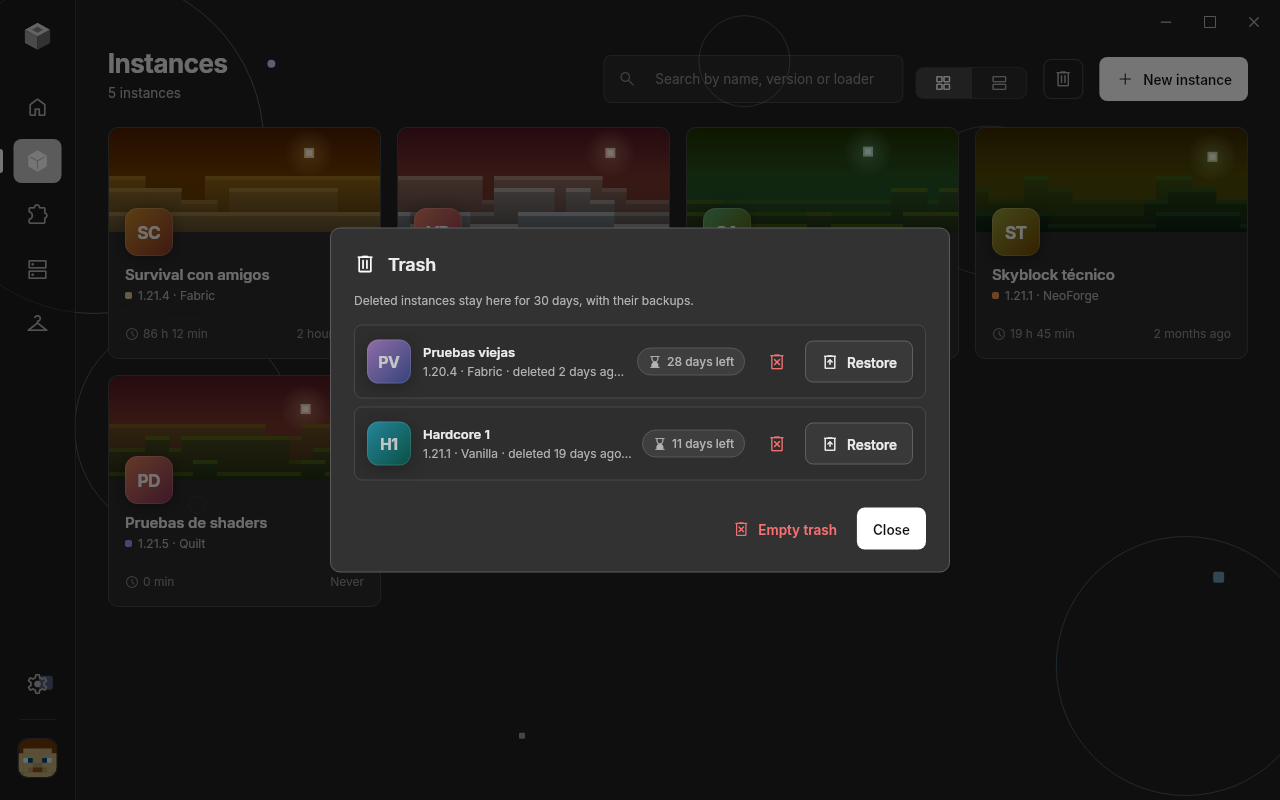 Instances
5 instances
Search by name, version or loader
New instance
SC
Survival con amigos
1.21.4 · Fabric
86 h 12 min
ST
Skyblock técnico
1.21.1 · NeoForge
19 h 45 min
2 months ago
PD
Pruebas de shaders
1.21.5 · Quilt
0 min
Never
Trash
Deleted instances stay here for 30 days, with their backups.
PV
Pruebas viejas
1.20.4 · Fabric · deleted 2 days ag...
28 days left
Restore
H1
Hardcore 1
1.21.1 · Vanilla · deleted 19 days ago...
11 days left
Restore
Empty trash
Close